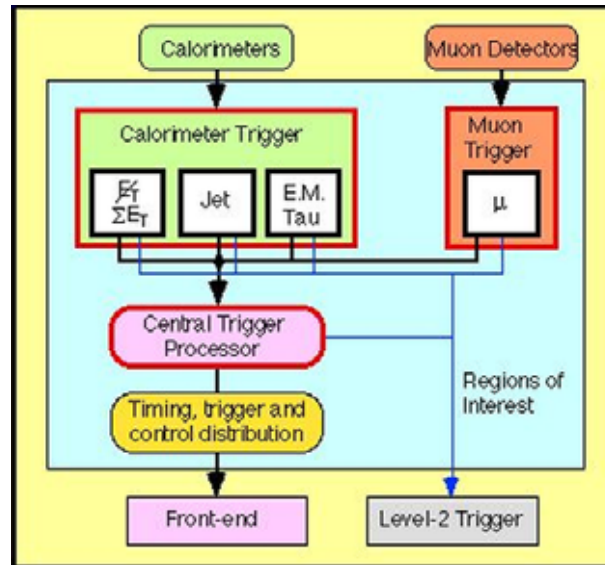 Calorimeters
Muon Detectors
Calorimeter Trigger
Muon
Trigger
E̸T
ΣET
Jet
E.M.
Tau
μ
Central Trigger
Processor
Timing, trigger and
control distribution
Regions of
Interest
Front-end
Level-2 Trigger